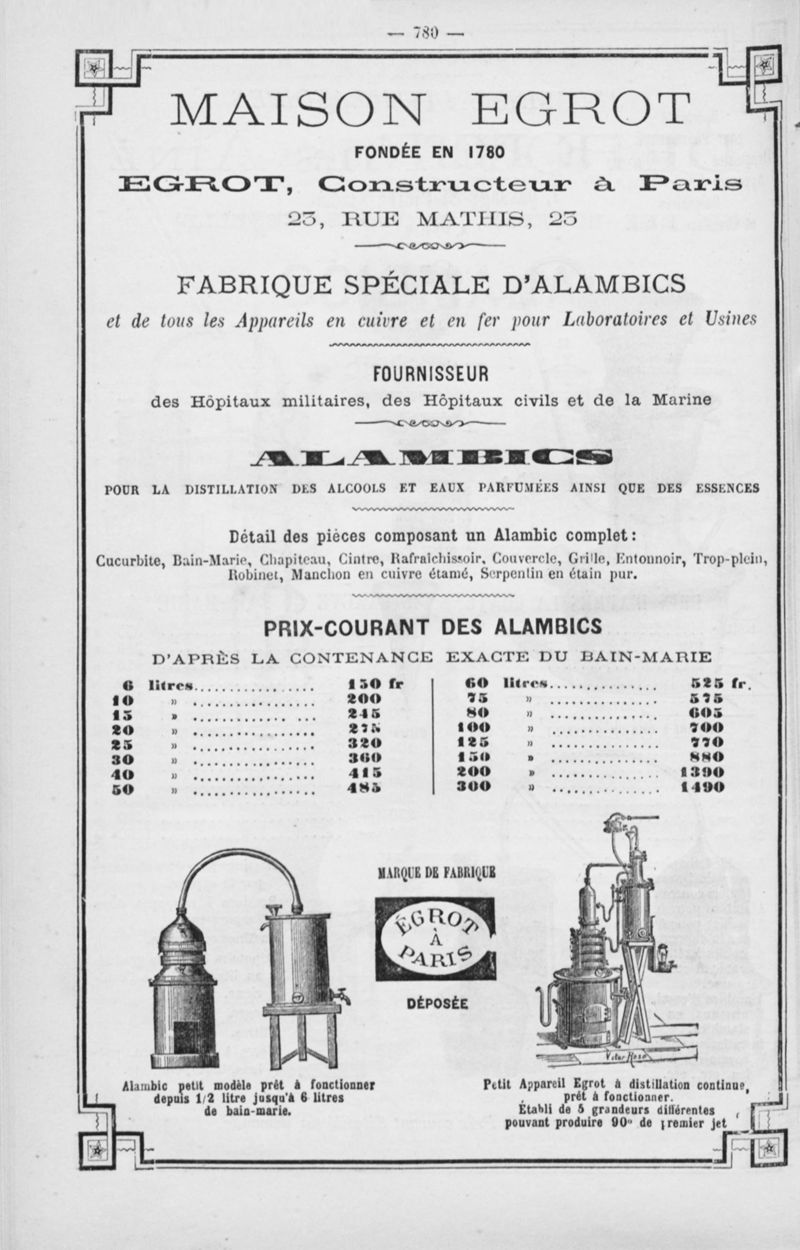 — 780 —
MAISON EGROT
FONDÉE EN 1780
EGROT, Constructeur à Paris
23, RUE MATHIS, 23
FABRIQUE SPÉCIALE D'ALAMBICS
et de tous les Appareils en cuivre et en fer pour Laboratoires et Usines
FOURNISSEUR
des Hôpitaux militaires, des Hôpitaux civils et de la Marine
ALAMBICS
POUR LA DISTILLATION DES ALCOOLS ET EAUX PARFUMÉES AINSI QUE DES ESSENCES
Détail des pièces composant un Alambic complet :
Cucurbite, Bain-Marie, Chapiteau, Cintre, Rafraîchissoir, Couvercle, Grille, Entonnoir, Trop-plein,
Robinet, Manchon en cuivre étamé, Serpentin en étain pur.
PRIX-COURANT DES ALAMBICS
D'APRÈS LA CONTENANCE EXACTE DU BAIN-MARIE
6 litres................. 150 fr
10 » ................. 200
15 » ................. 245
20 » ................. 275
25 » ................. 320
30 » ................. 360
40 » ................. 415
50 » ................. 485
60 litres............... 525 fr.
75 » ............... 575
80 » ............... 605
100 » ............... 700
125 » ............... 770
150 » ............... 880
200 » ............... 1390
300 » ............... 1490
MARQUE DE FABRIQUE
ÉGROT
À
PARIS
DÉPOSÉE
Alambic petit modèle prêt à fonctionner
depuis 1/2 litre jusqu'à 6 litres
de bain-marie.
Petit Appareil Egrot à distillation continue,
prêt à fonctionner.
Établi de 5 grandeurs différentes
pouvant produire 90° de premier jet